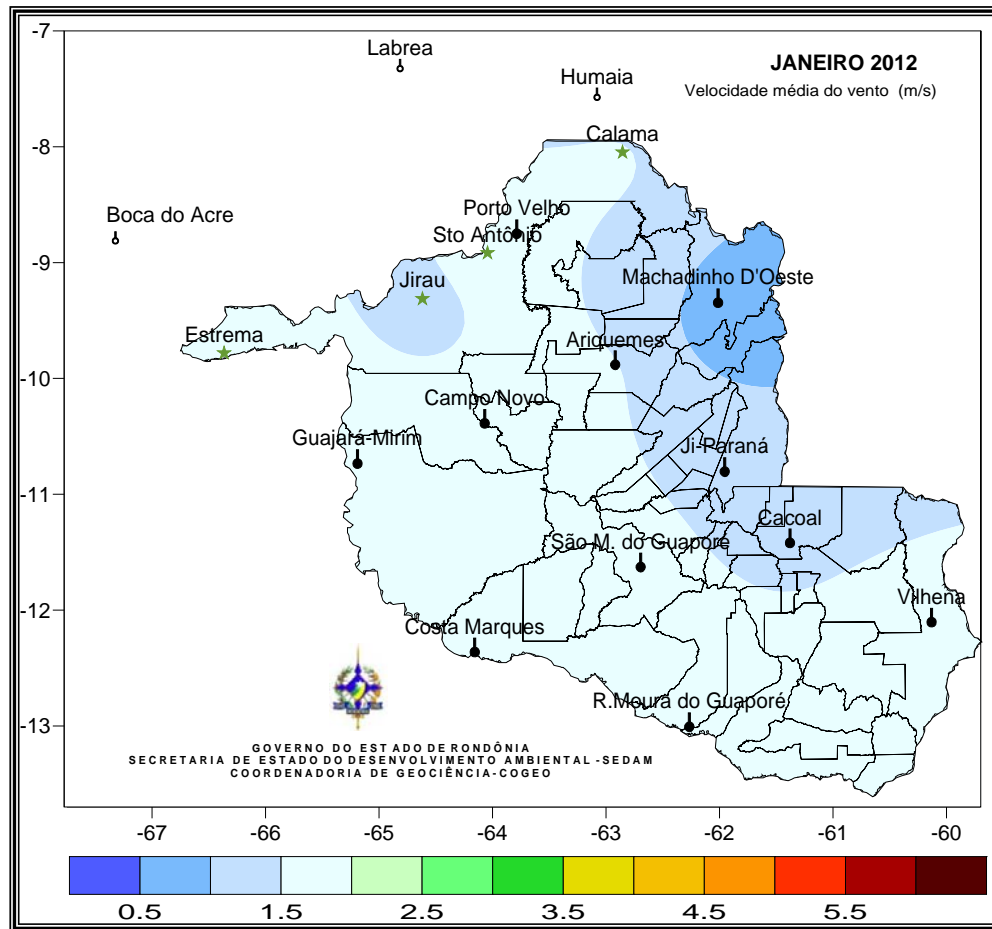 -7
Labrea
JANEIRO 2012
Humaia
Velocidade média do vento (m/s)
Calama
-8
Boca do Acre
Porto Velho
Sto Antônio
-9
Jirau
Machadinho D'Oeste
Estrema
Ariquemes
-10
Campo Novo
Guajará-Mirim
Ji-Paraná
-11
Cacoal
São M. do Guaporé
Vilhena
-12
Costa Marques
R.Moura do Guaporé
-13
GOVERNO DO ESTADO DE RONDÔNIA
SECRETARIA DE ESTADO DO DESENVOLVIMENTO AMBIENTAL -SEDAM
COORDENADORIA DE GEOCIÊNCIA-COGEO
-67 -66 -65 -64 -63 -62 -61 -60
0.5 1.5 2.5 3.5 4.5 5.5